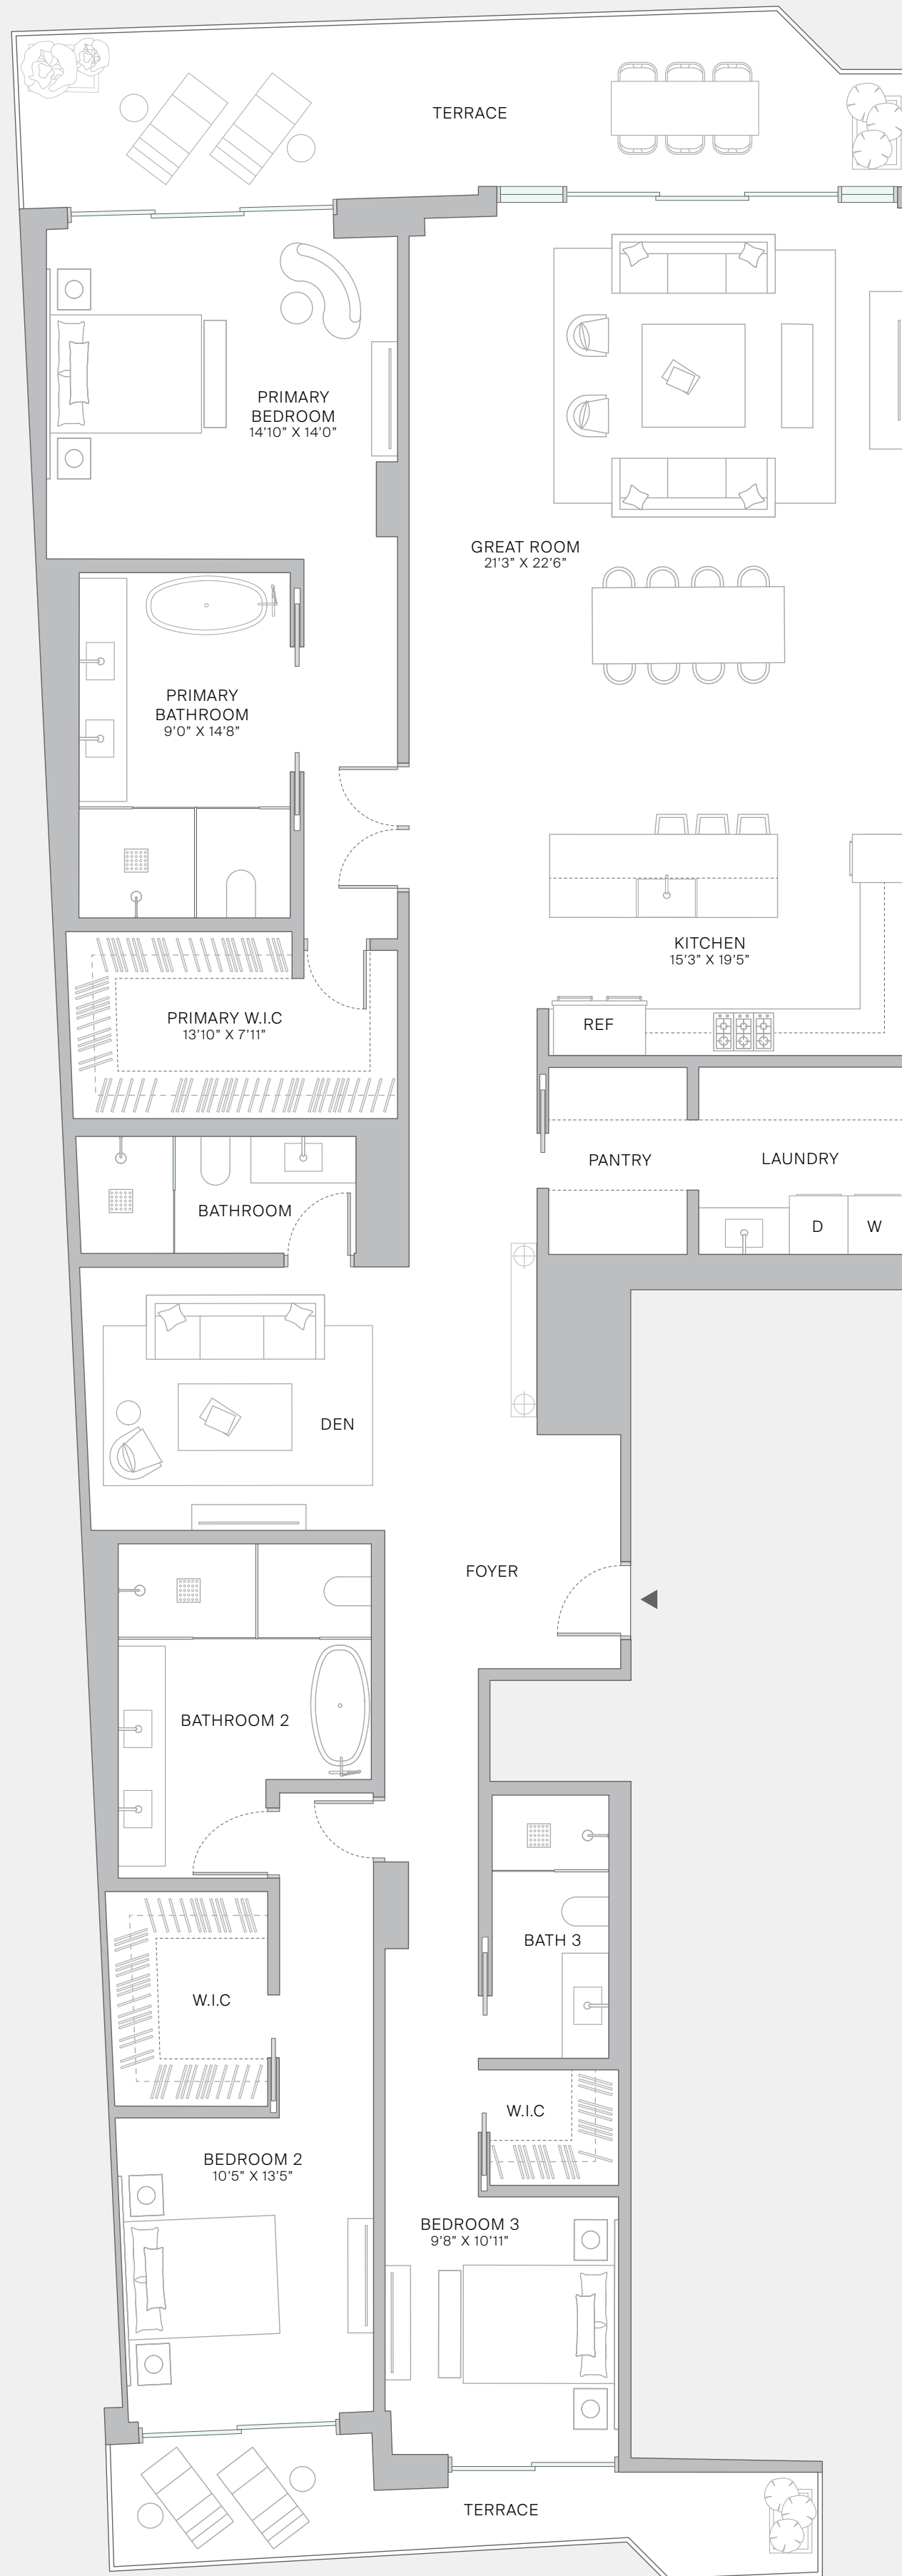 TERRACE
PRIMARY
BEDROOM
14'10" X 14'0"
GREAT ROOM
21'3" X 22'6"
PRIMARY
BATHROOM
9'0" X 14'8"
KITCHEN
15'3" X 19'5"
PRIMARY W.I.C
13'10" X 7'11"
REF
PANTRY
LAUNDRY
BATHROOM
D
W
DEN
FOYER
BATHROOM 2
BATH 3
W.I.C
W.I.C
BEDROOM 2
10'5" X 13'5"
BEDROOM 3
9'8" X 10'11"
TERRACE